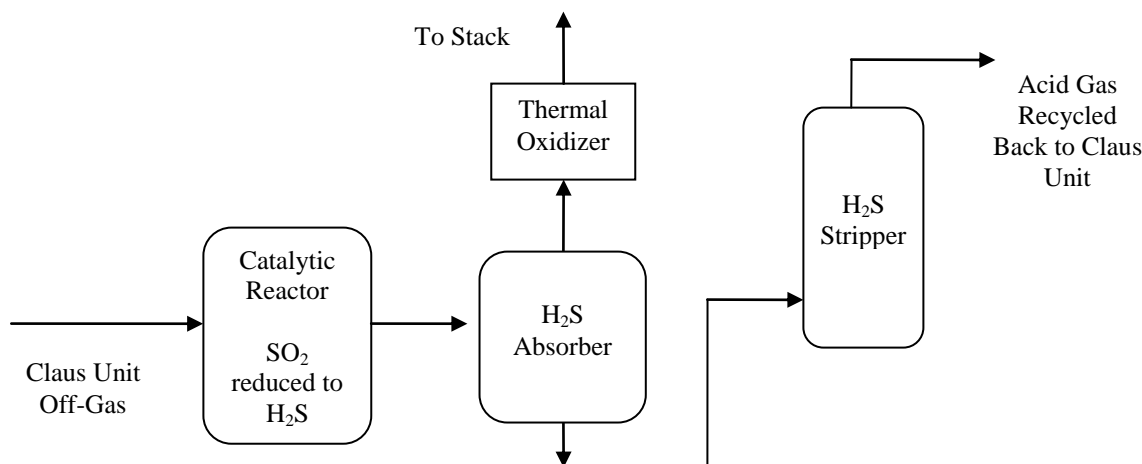 To Stack
Thermal
Oxidizer
Acid Gas
Recycled
Back to Claus
Unit
H₂S
Stripper
Catalytic
Reactor
SO₂
reduced to
H₂S
H₂S
Absorber
Claus Unit
Off-Gas